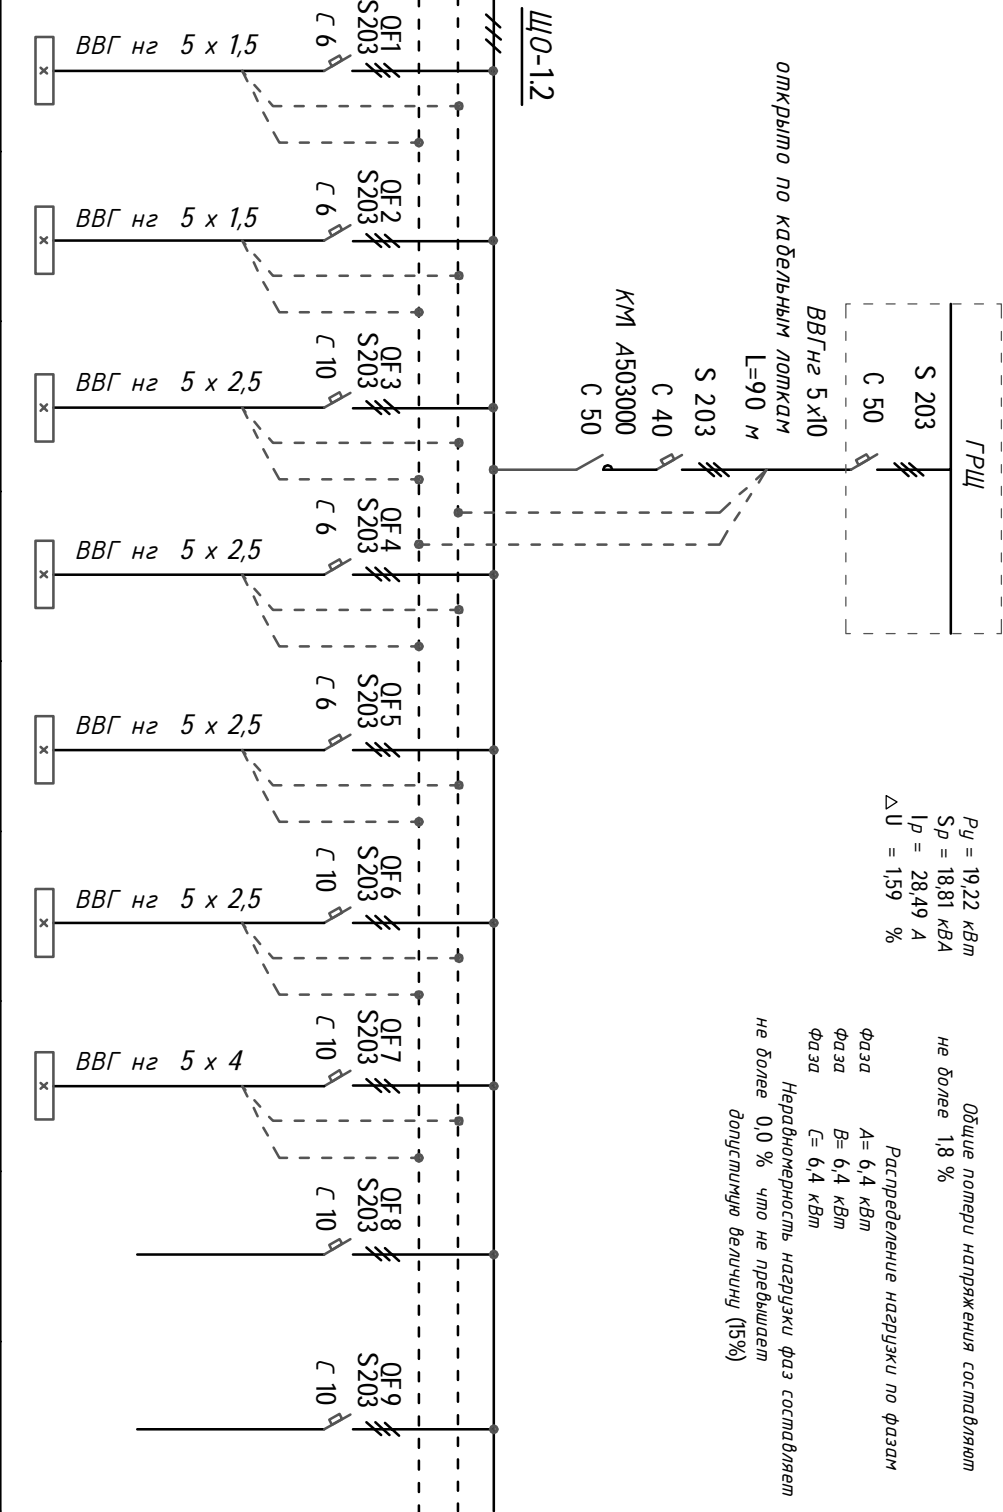 ГРЩ
S 203
C 50
ВВГнг 5х10
открыто по кабельным лоткам
L=90 м
S 203
C 40
КМ1 А503000
C 50
Ру = 19,22 кВт
Sр = 18,81 кВА
Iр = 28,49 А
△U = 1,59 %
Общие потери напряжения составляют
не более 1,8 %
Распределение нагрузки по фазам
фаза А= 6,4 кВт
фаза В= 6,4 кВт
фаза С= 6,4 кВт
Неравномерность нагрузки фаз составляет
не более 0,0 % что не превышает
допустимую величину (15%)
ЩО-1.2
QF1
S203
C 6
ВВГ нг 5 х 1,5
QF2
S203
C 6
ВВГ нг 5 х 1,5
QF3
S203
C 10
ВВГ нг 5 х 2,5
QF4
S203
C 6
ВВГ нг 5 х 2,5
QF5
S203
C 6
ВВГ нг 5 х 2,5
QF6
S203
C 10
ВВГ нг 5 х 2,5
QF7
S203
C 10
ВВГ нг 5 х 4
QF8
S203
C 10
QF9
S203
C 10